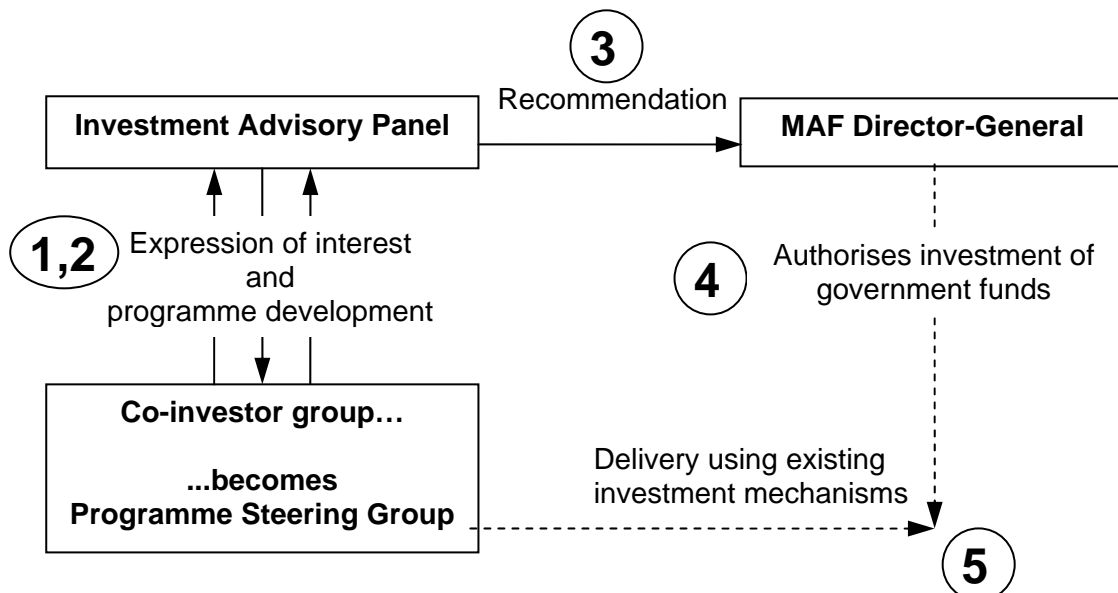 3
Recommendation
Investment Advisory Panel
MAF Director-General
1,2
Expression of interest
and
programme development
4
Authorises investment of
government funds
Co-investor group…
...becomes
Programme Steering Group
Delivery using existing
investment mechanisms
5